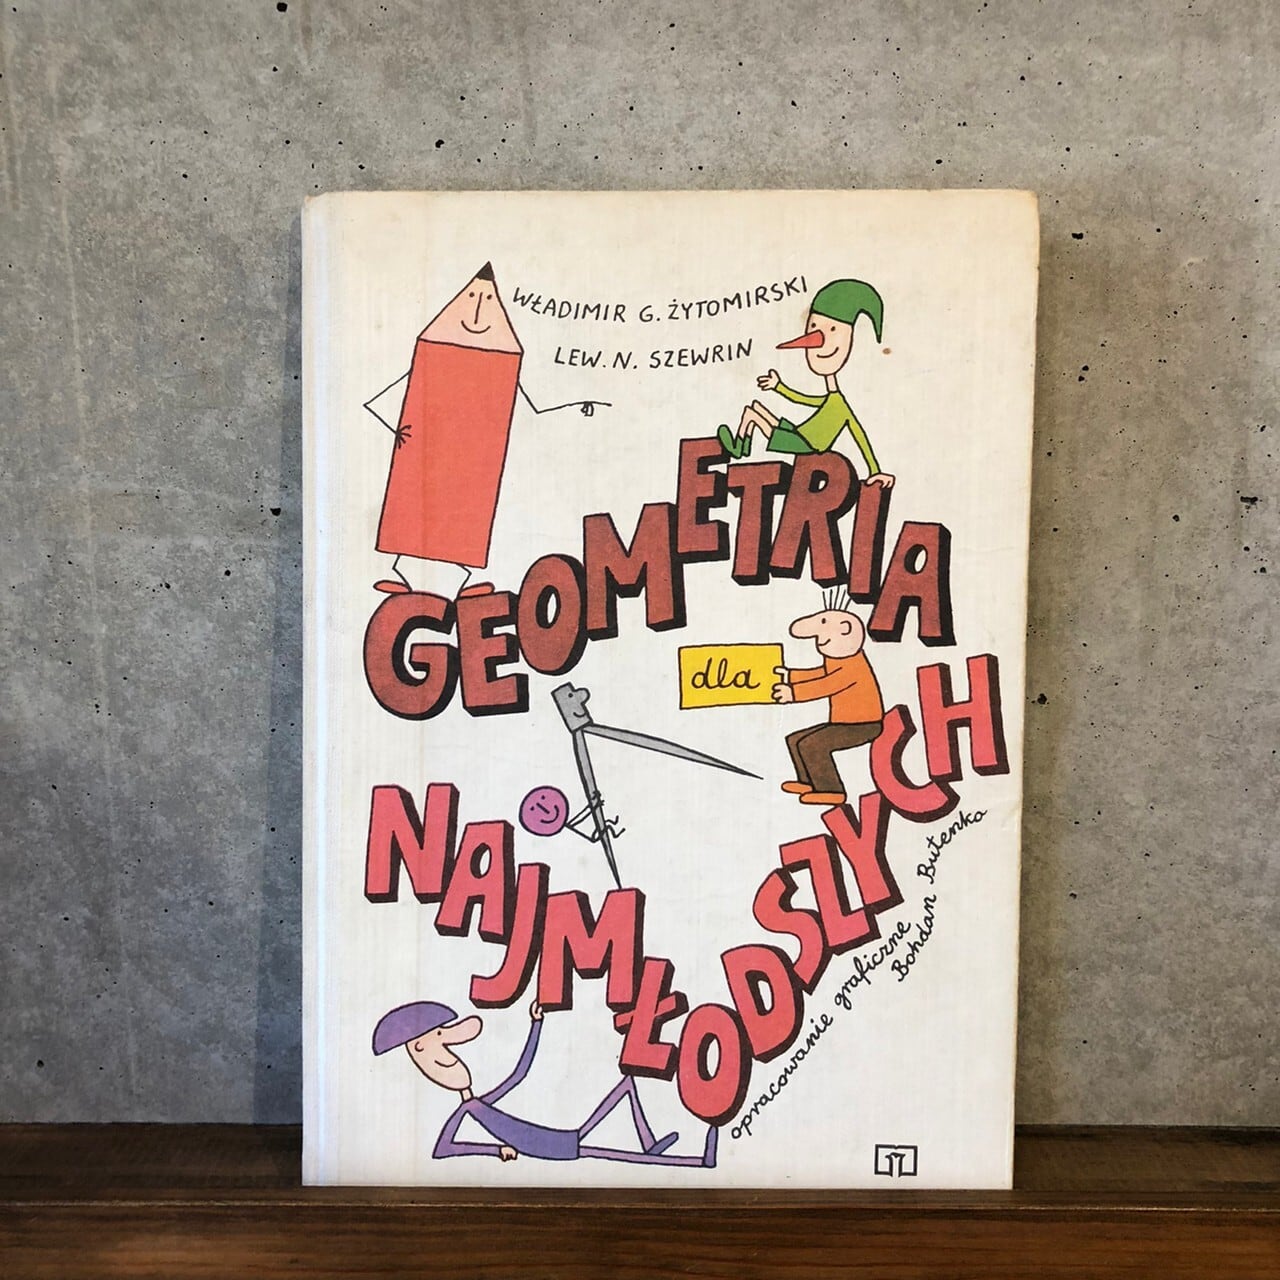 WŁADIMIR G. ŻYTOMIRSKI
LEW. N. SZEWRIN
GEOMETRIA
dla
NAJMŁODSZYCH
opracowanie graficzne
Bohdan Butenko